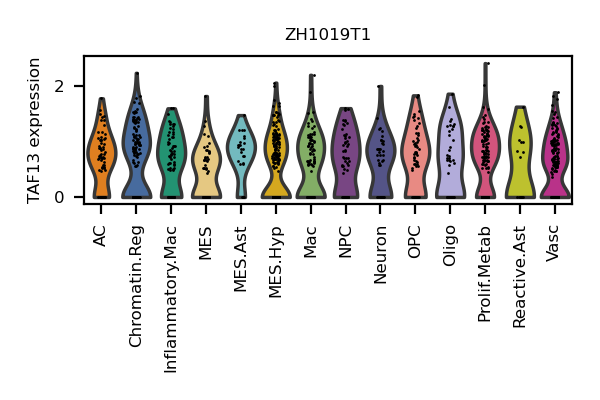 ZH1019T1
TAF13 expression
2
0
AC
Chromatin.Reg
Inflammatory.Mac
MES
MES.Ast
MES.Hyp
Mac
NPC
Neuron
OPC
Oligo
Prolif.Metab
Reactive.Ast
Vasc